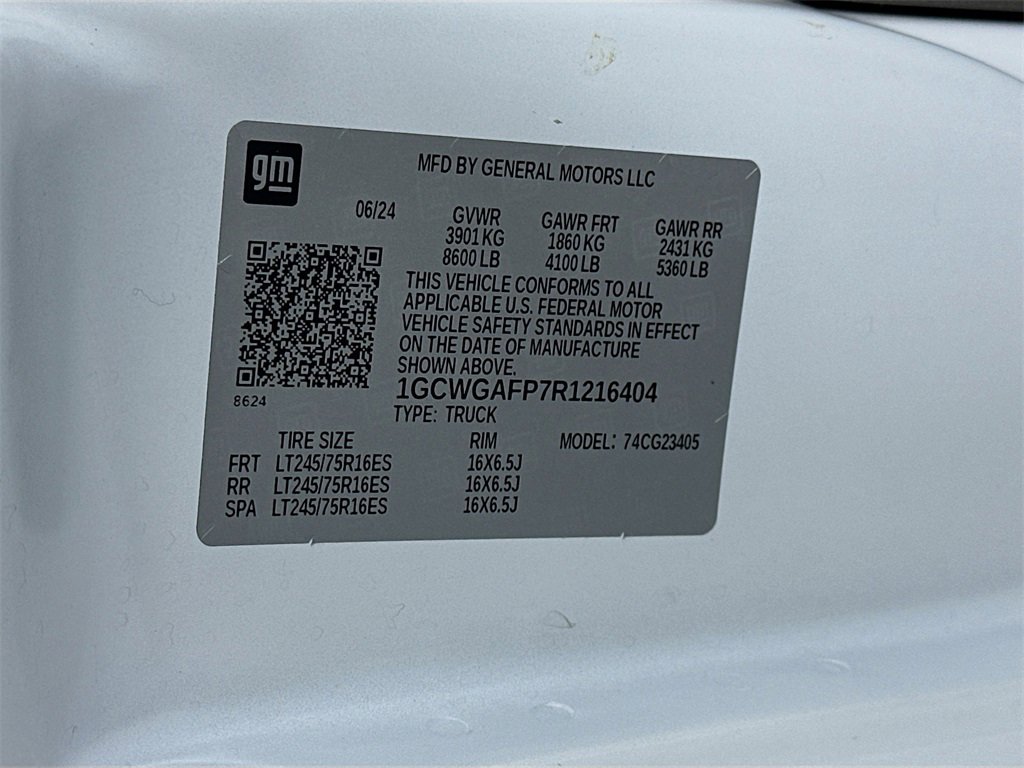 gm
MFD BY GENERAL MOTORS LLC
06/24 GVWR GAWR FRT GAWR RR
3901 KG 1860 KG 2431 KG
8600 LB 4100 LB 5360 LB
THIS VEHICLE CONFORMS TO ALL
APPLICABLE U.S. FEDERAL MOTOR
VEHICLE SAFETY STANDARDS IN EFFECT
ON THE DATE OF MANUFACTURE
SHOWN ABOVE.
1GCWGAFP7R1216404
8624
TYPE: TRUCK
TIRE SIZE RIM MODEL: 74CG23405
FRT LT245/75R16ES 16X6.5J
RR LT245/75R16ES 16X6.5J
SPA LT245/75R16ES 16X6.5J